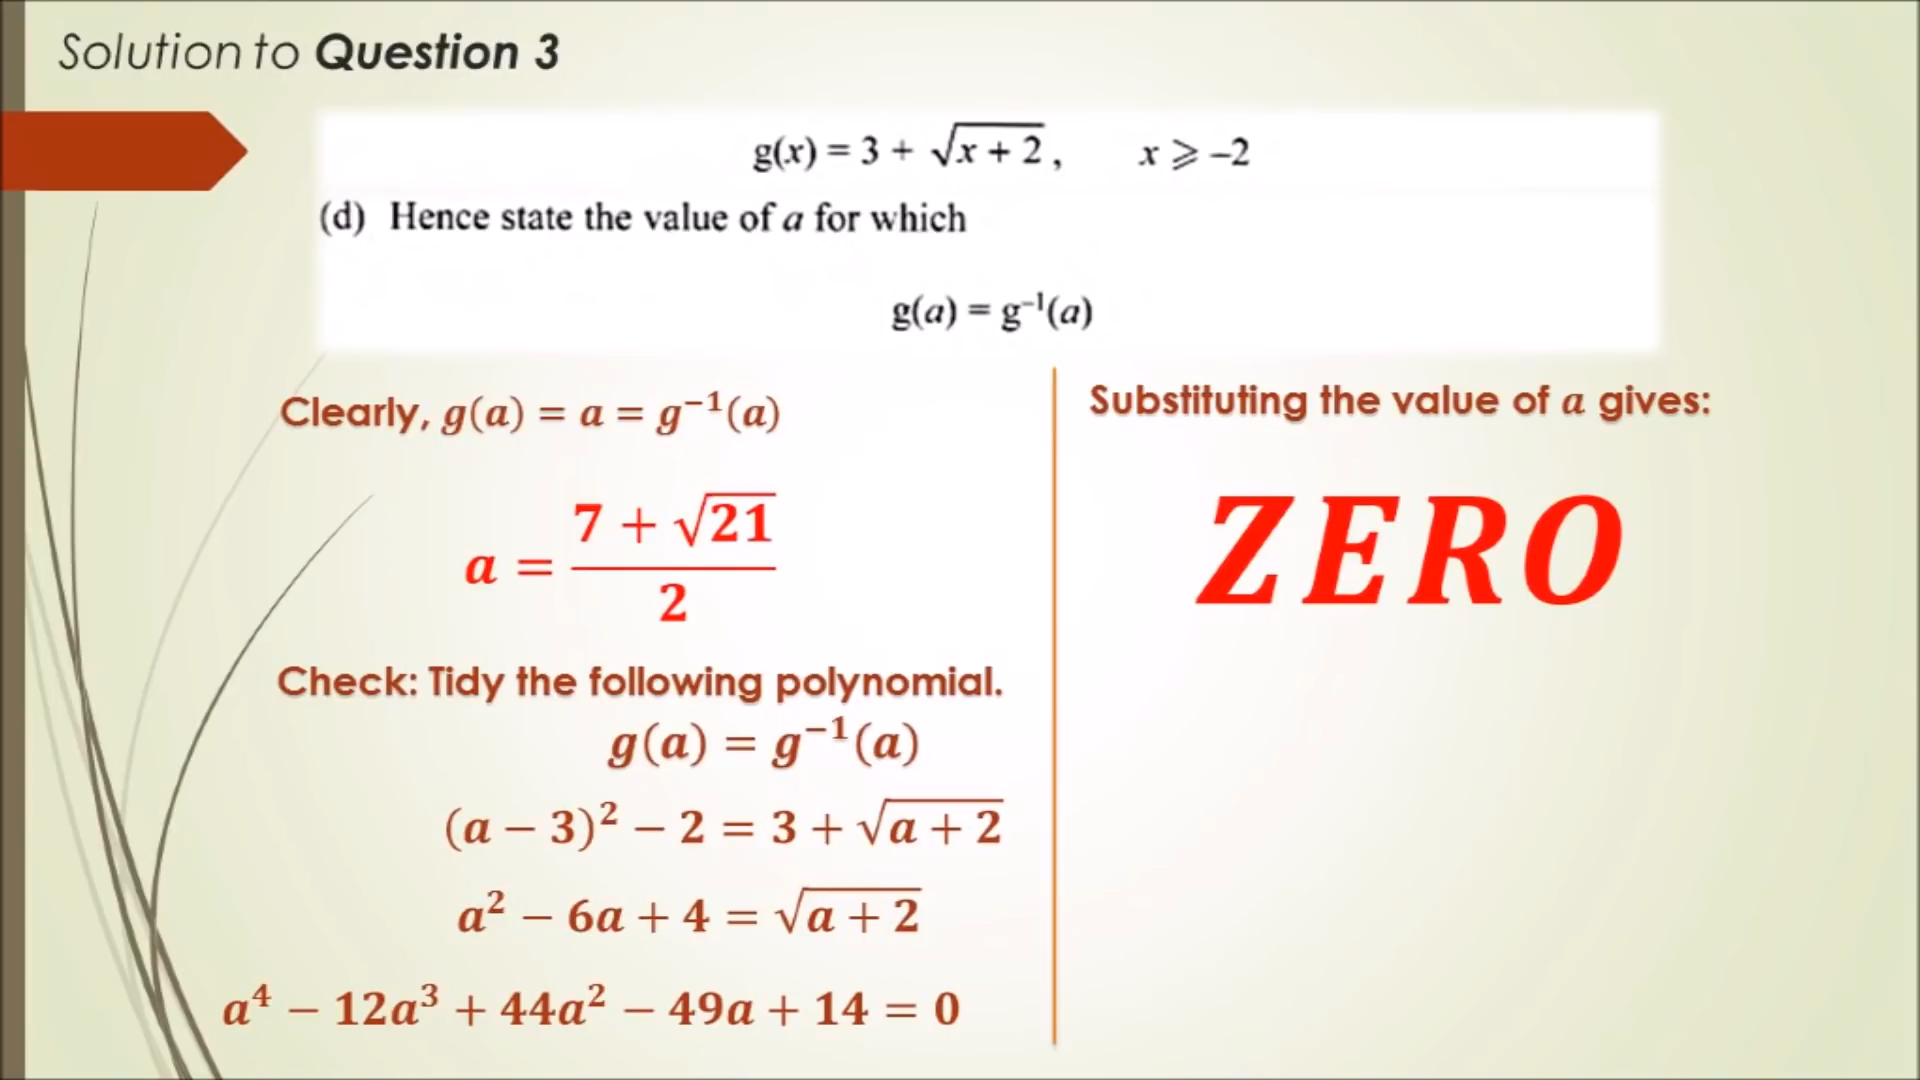 Solution to Question 3
g(x) = 3 + √(x + 2) ,   x ⩾ −2
(d) Hence state the value of a for which
g(a) = g⁻¹(a)
Clearly, g(a) = a = g⁻¹(a)
a = (7 + √21)/2
Check: Tidy the following polynomial.
g(a) = g⁻¹(a)
(a − 3)² − 2 = 3 + √(a + 2)
a² − 6a + 4 = √(a + 2)
a⁴ − 12a³ + 44a² − 49a + 14 = 0
Substituting the value of a gives:
ZERO